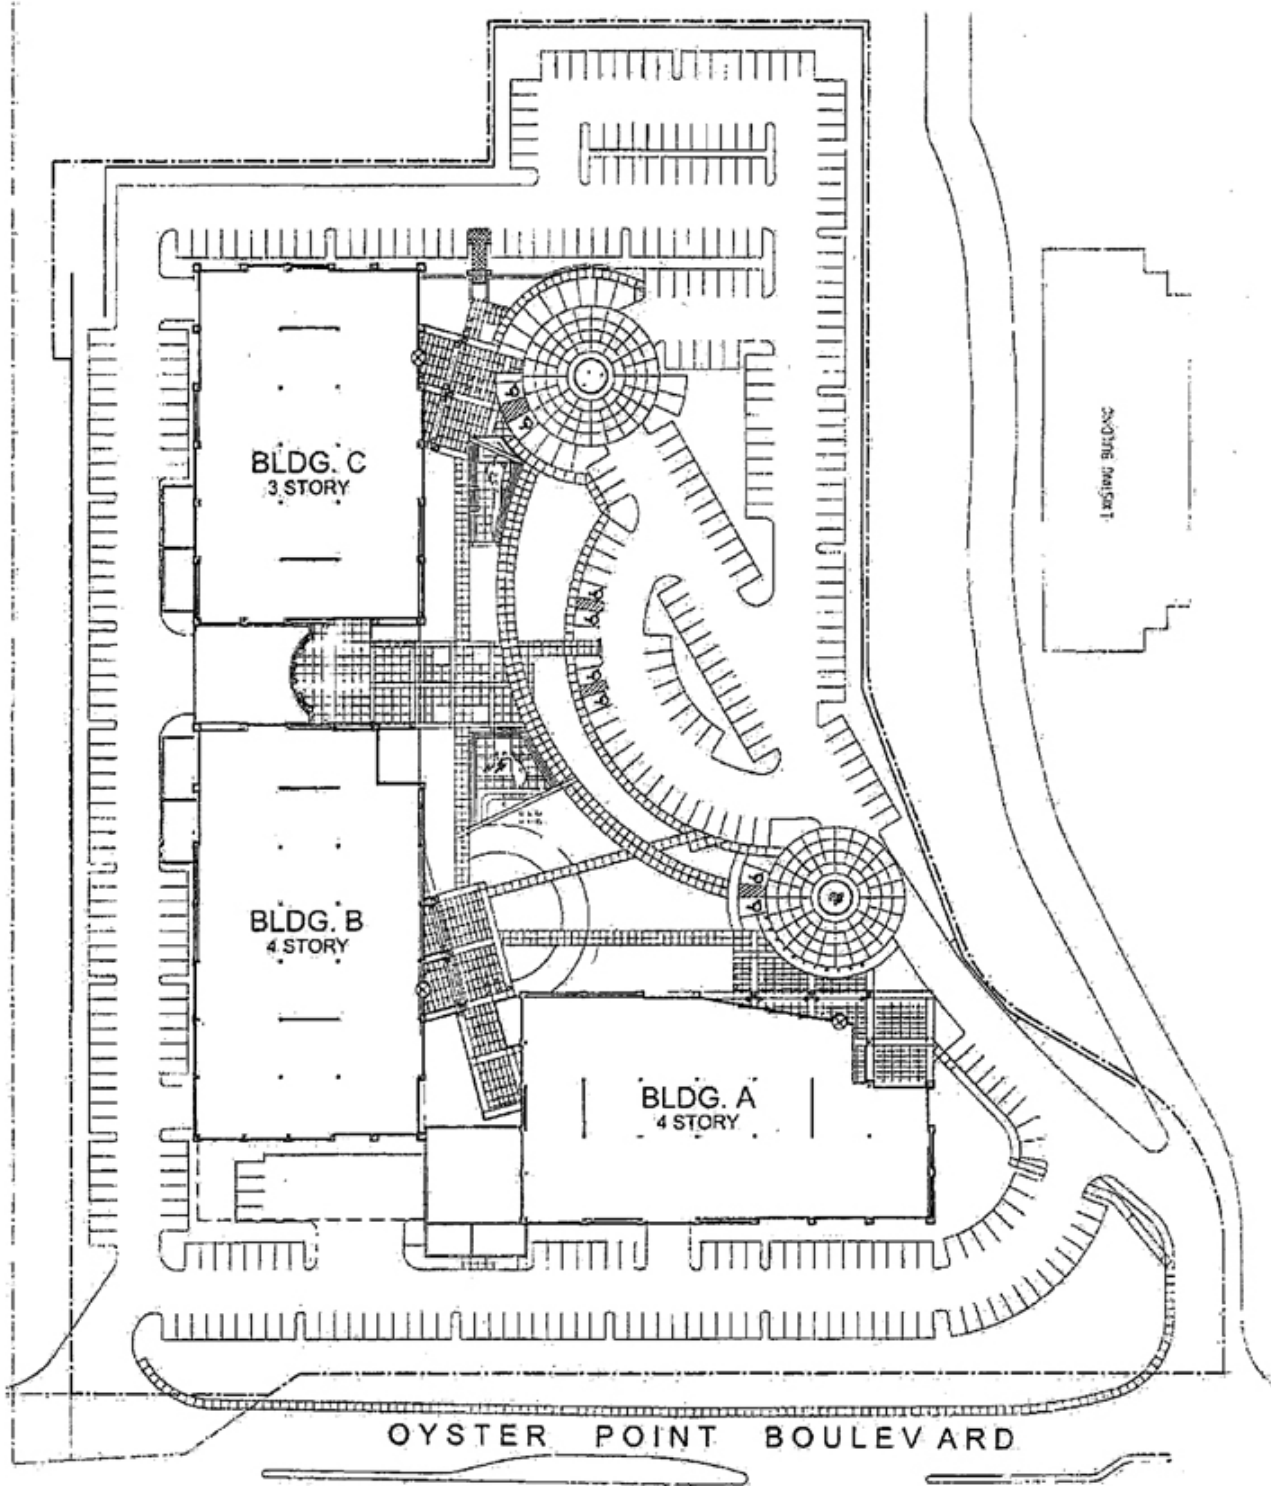 BLDG. C
3 STORY
BLDG. B
4 STORY
BLDG. A
4 STORY
OYSTER POINT BOULEVARD